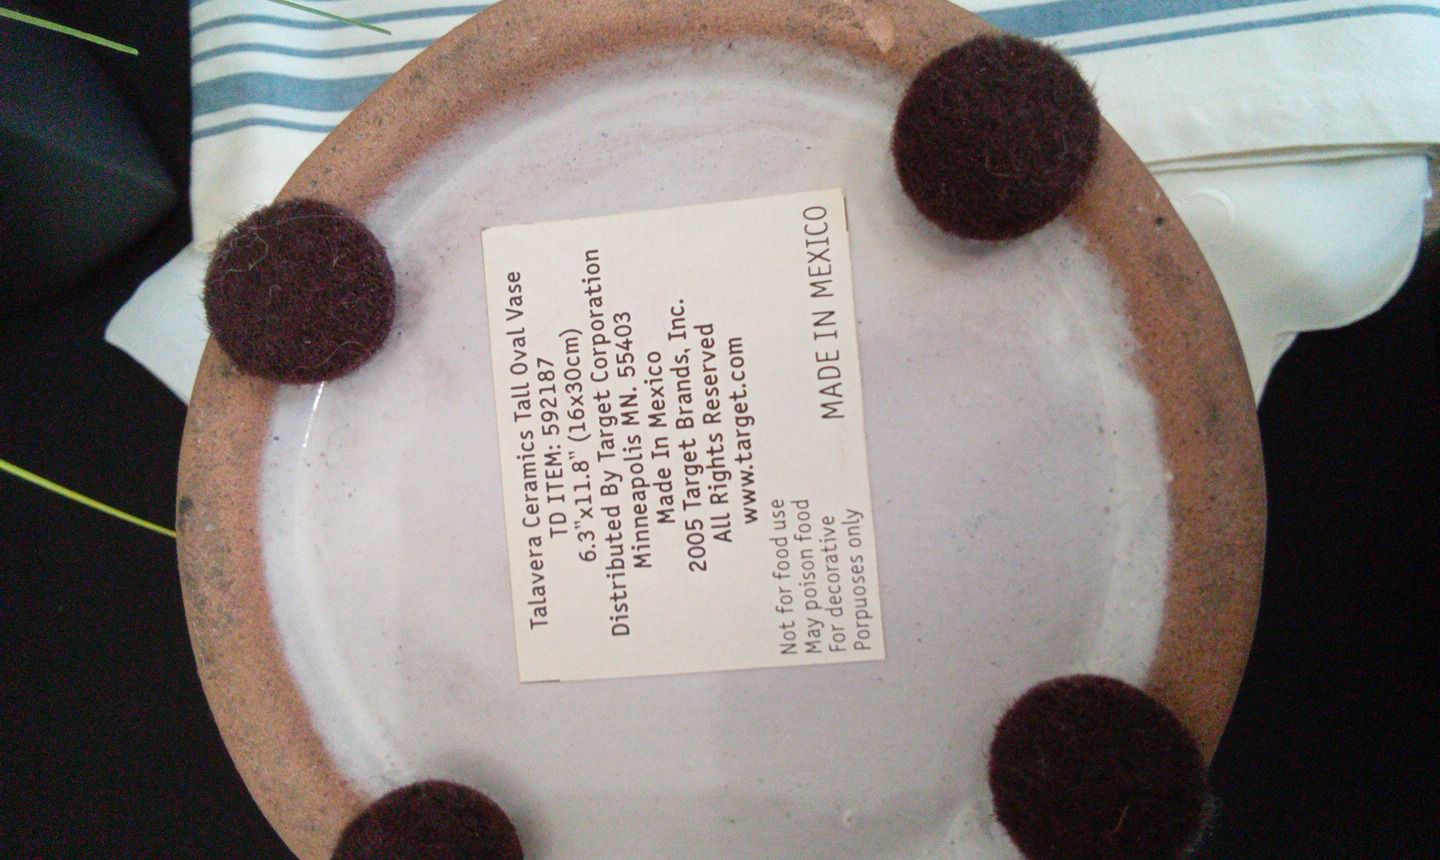 Talavera Ceramics Tall Oval Vase
TD ITEM: 592187
6.3"x11.8" (16x30cm)
Distributed By Target Corporation
Minneapolis MN. 55403
Made In Mexico
2005 Target Brands, Inc.
All Rights Reserved
www.target.com
Not for food use
May poison food
For decorative
Porpuoses only
MADE IN MEXICO